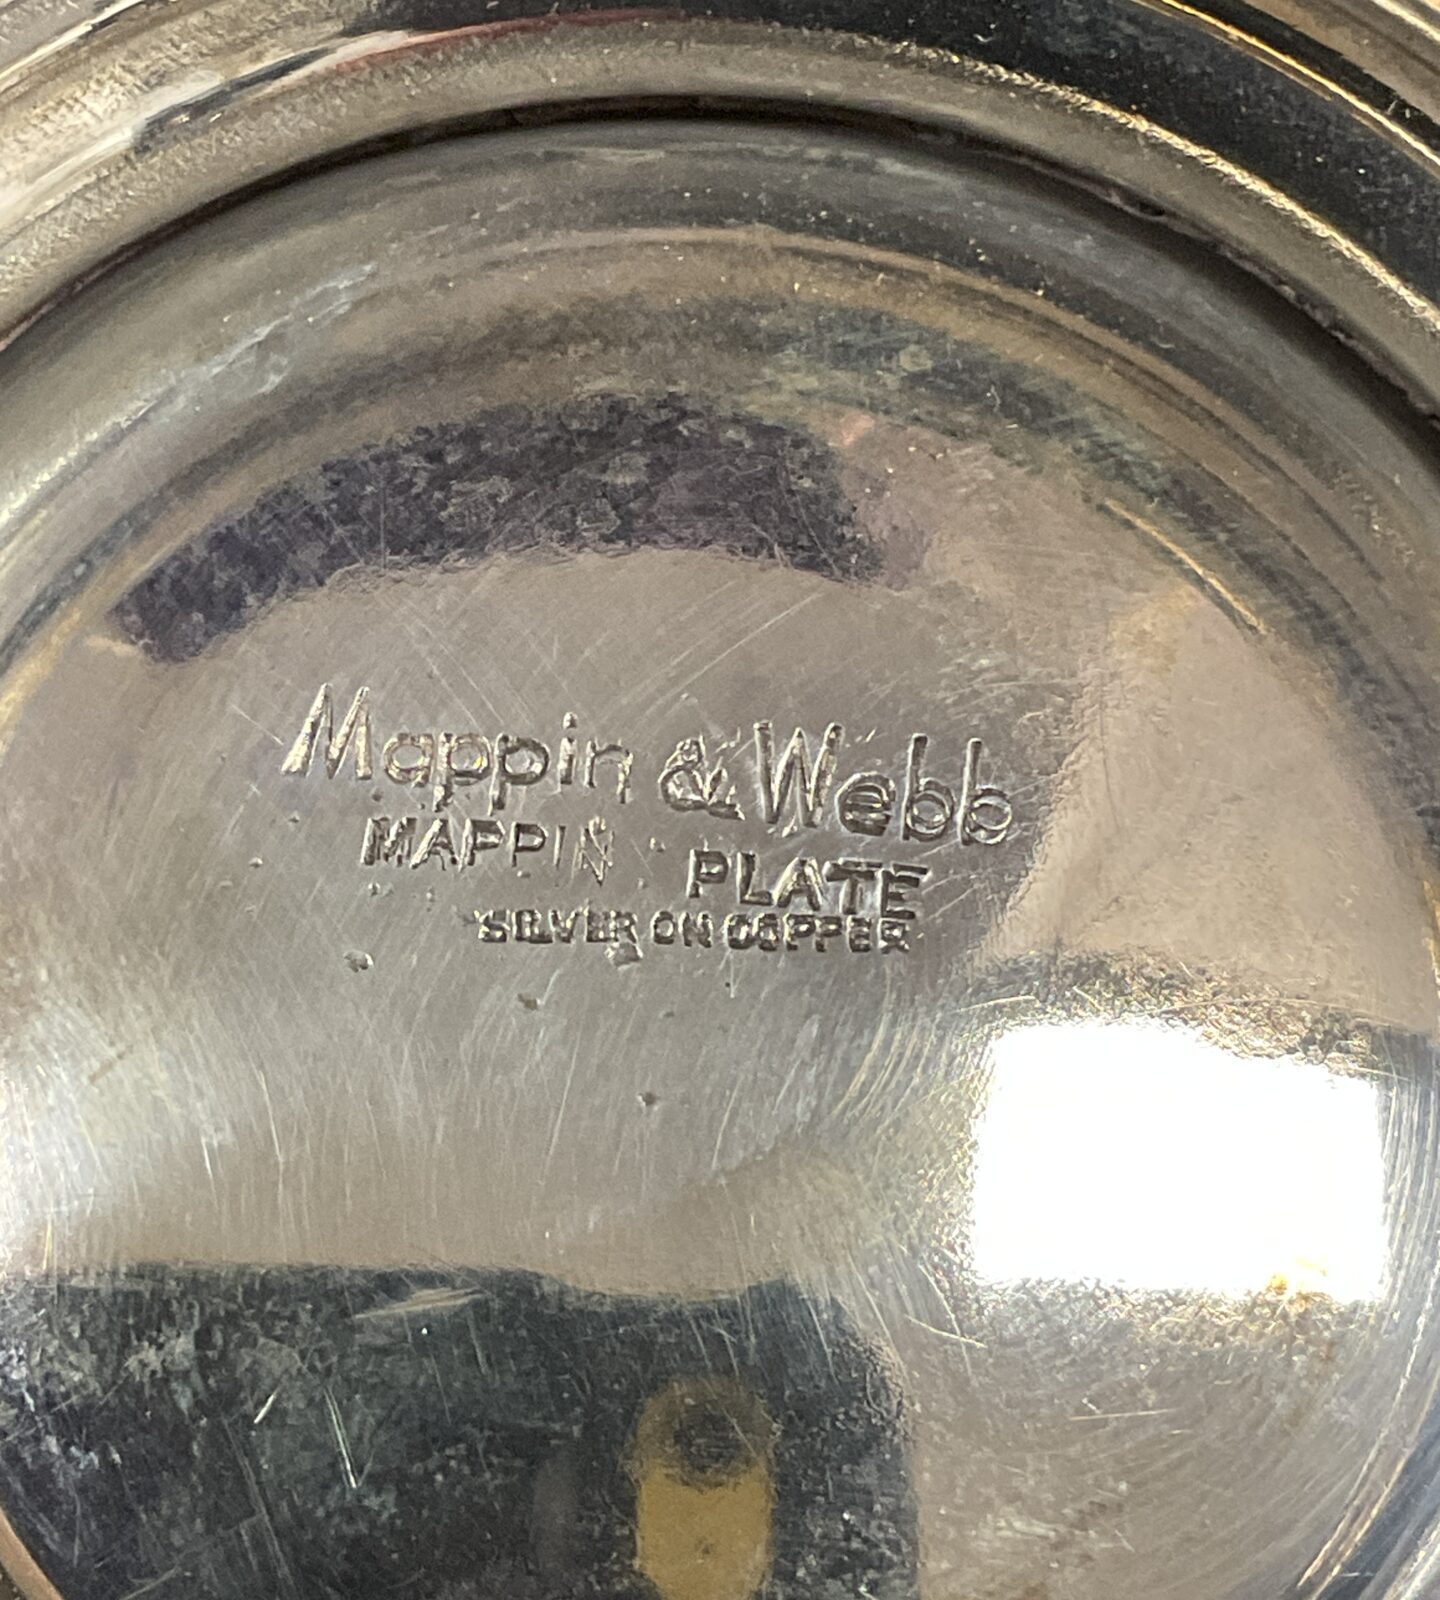 Mappin & Webb
MAPPIN PLATE
SILVER ON COPPER